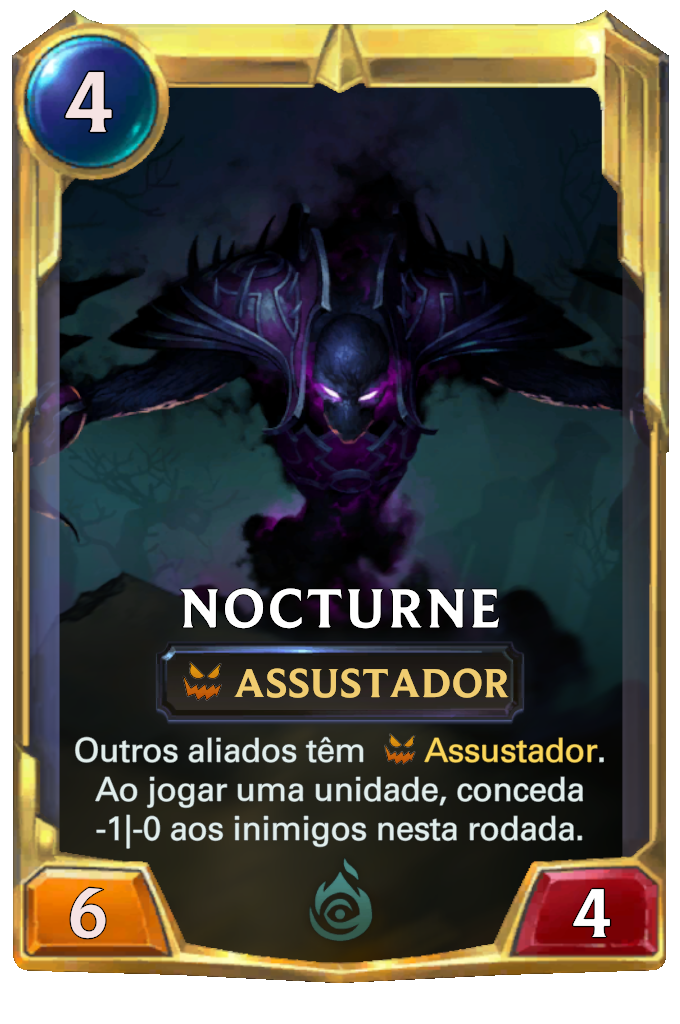 4
NOCTURNE
ASSUSTADOR
Outros aliados têm Assustador.
Ao jogar uma unidade, conceda
-1|-0 aos inimigos nesta rodada.
6
4